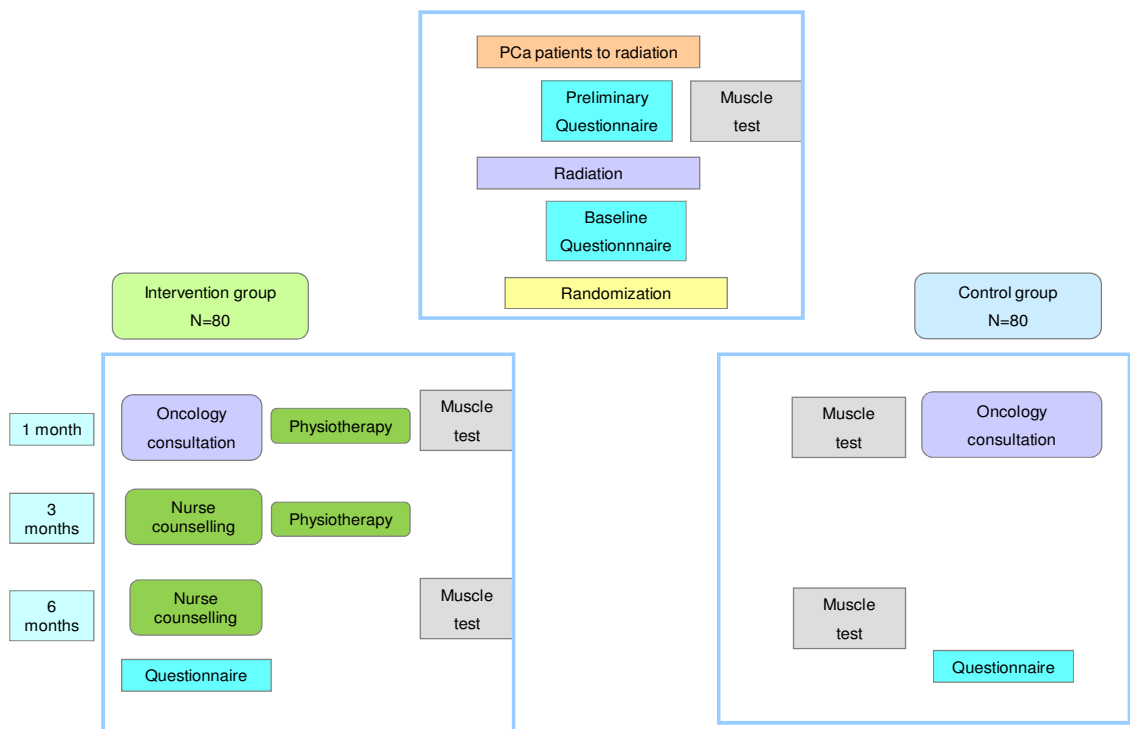 PCa patients to radiation
Preliminary
Questionnaire
Muscle
test
Radiation
Baseline
Questionnnaire
Randomization
Intervention group
N=80
Control group
N=80
1 month
Oncology
consultation
Physiotherapy
Muscle
test
Muscle
test
Oncology
consultation
3
months
Nurse
counselling
Physiotherapy
6
months
Nurse
counselling
Muscle
test
Muscle
test
Questionnaire
Questionnaire